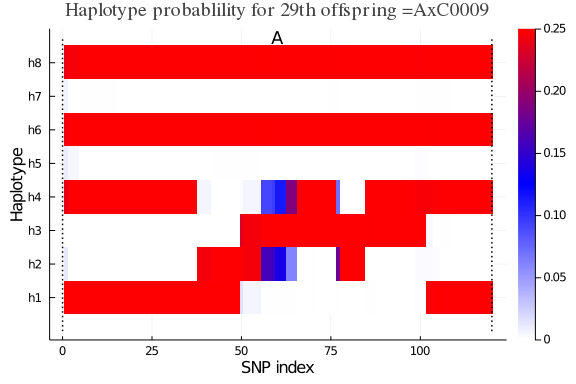 Haplotype probablility for 29th offspring =AxC0009
A
h8
h7
h6
h5
h4
h3
h2
h1
Haplotype
0 25 50 75 100
SNP index
0.25
0.20
0.15
0.10
0.05
0